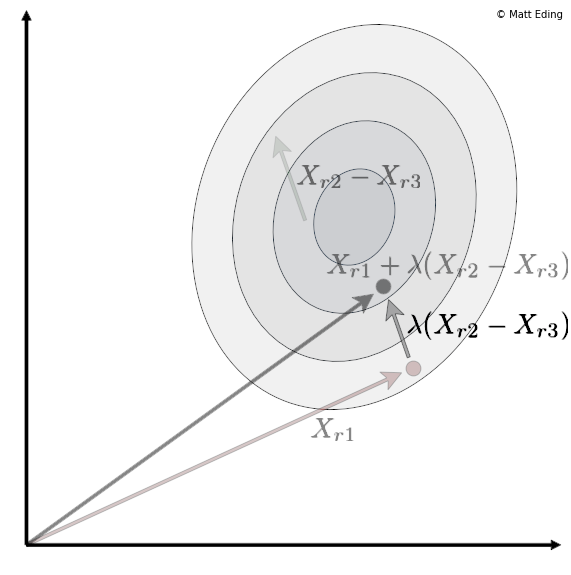 © Matt Eding
X_{r2} − X_{r3}
X_{r1} + λ(X_{r2} − X_{r3})
λ(X_{r2} − X_{r3})
X_{r1}